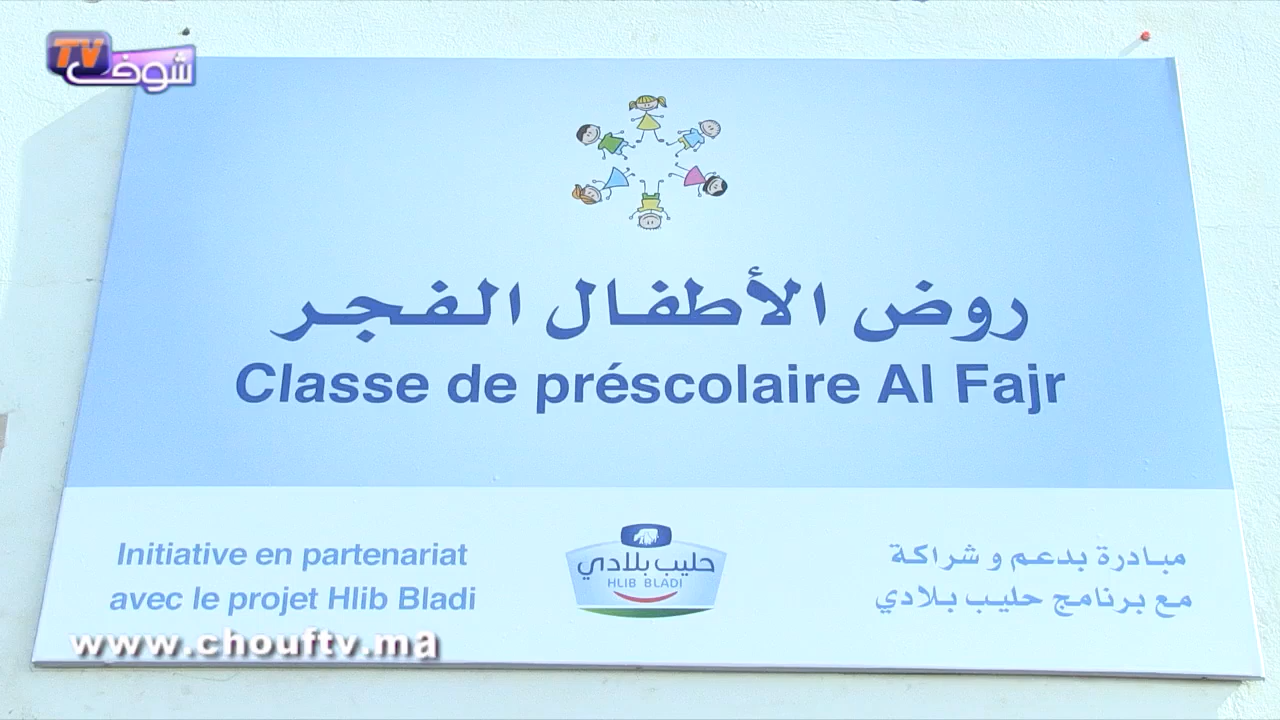 TV
شوف
روض الأطفال الفجر
Classe de préscolaire Al Fajr
Initiative en partenariat
avec le projet Hlib Bladi
حليب بلادي
HLIB BLADI
مبادرة بدعم و شراكة
مع برنامج حليب بلادي
www.chouftv.ma